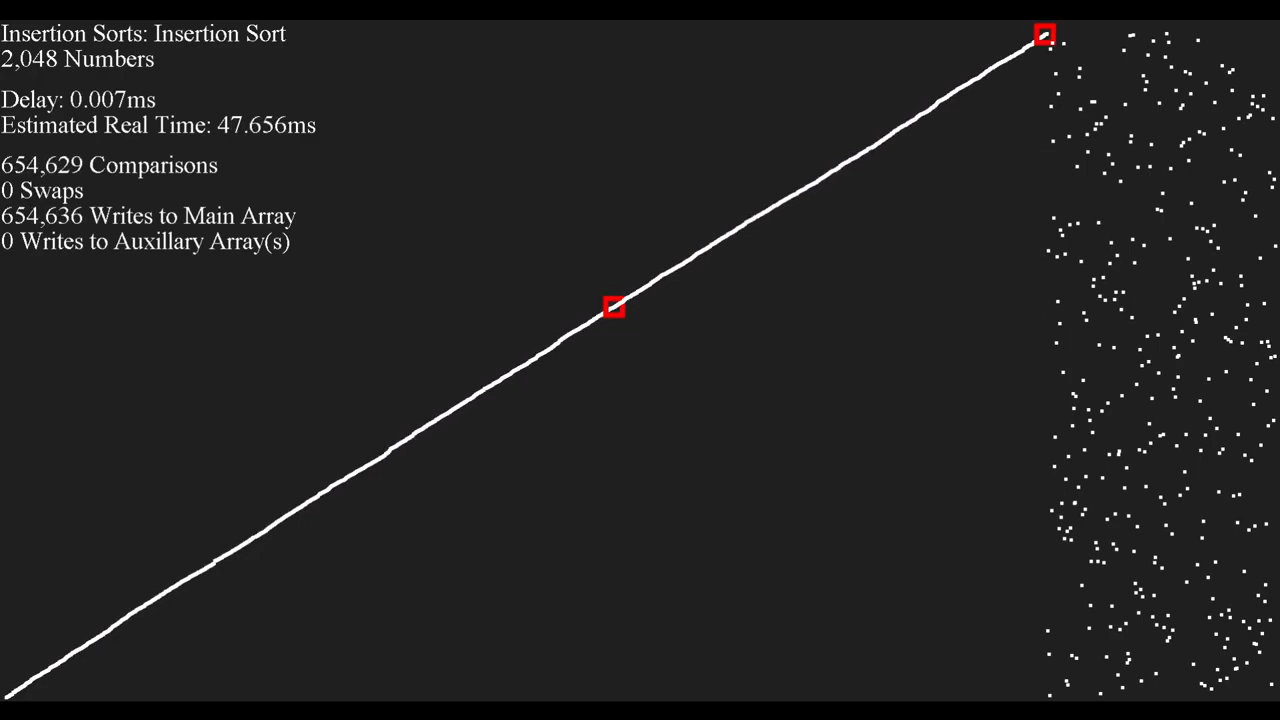 Insertion Sorts: Insertion Sort
2,048 Numbers
Delay: 0.007ms
Estimated Real Time: 47.656ms
654,629 Comparisons
0 Swaps
654,636 Writes to Main Array
0 Writes to Auxillary Array(s)